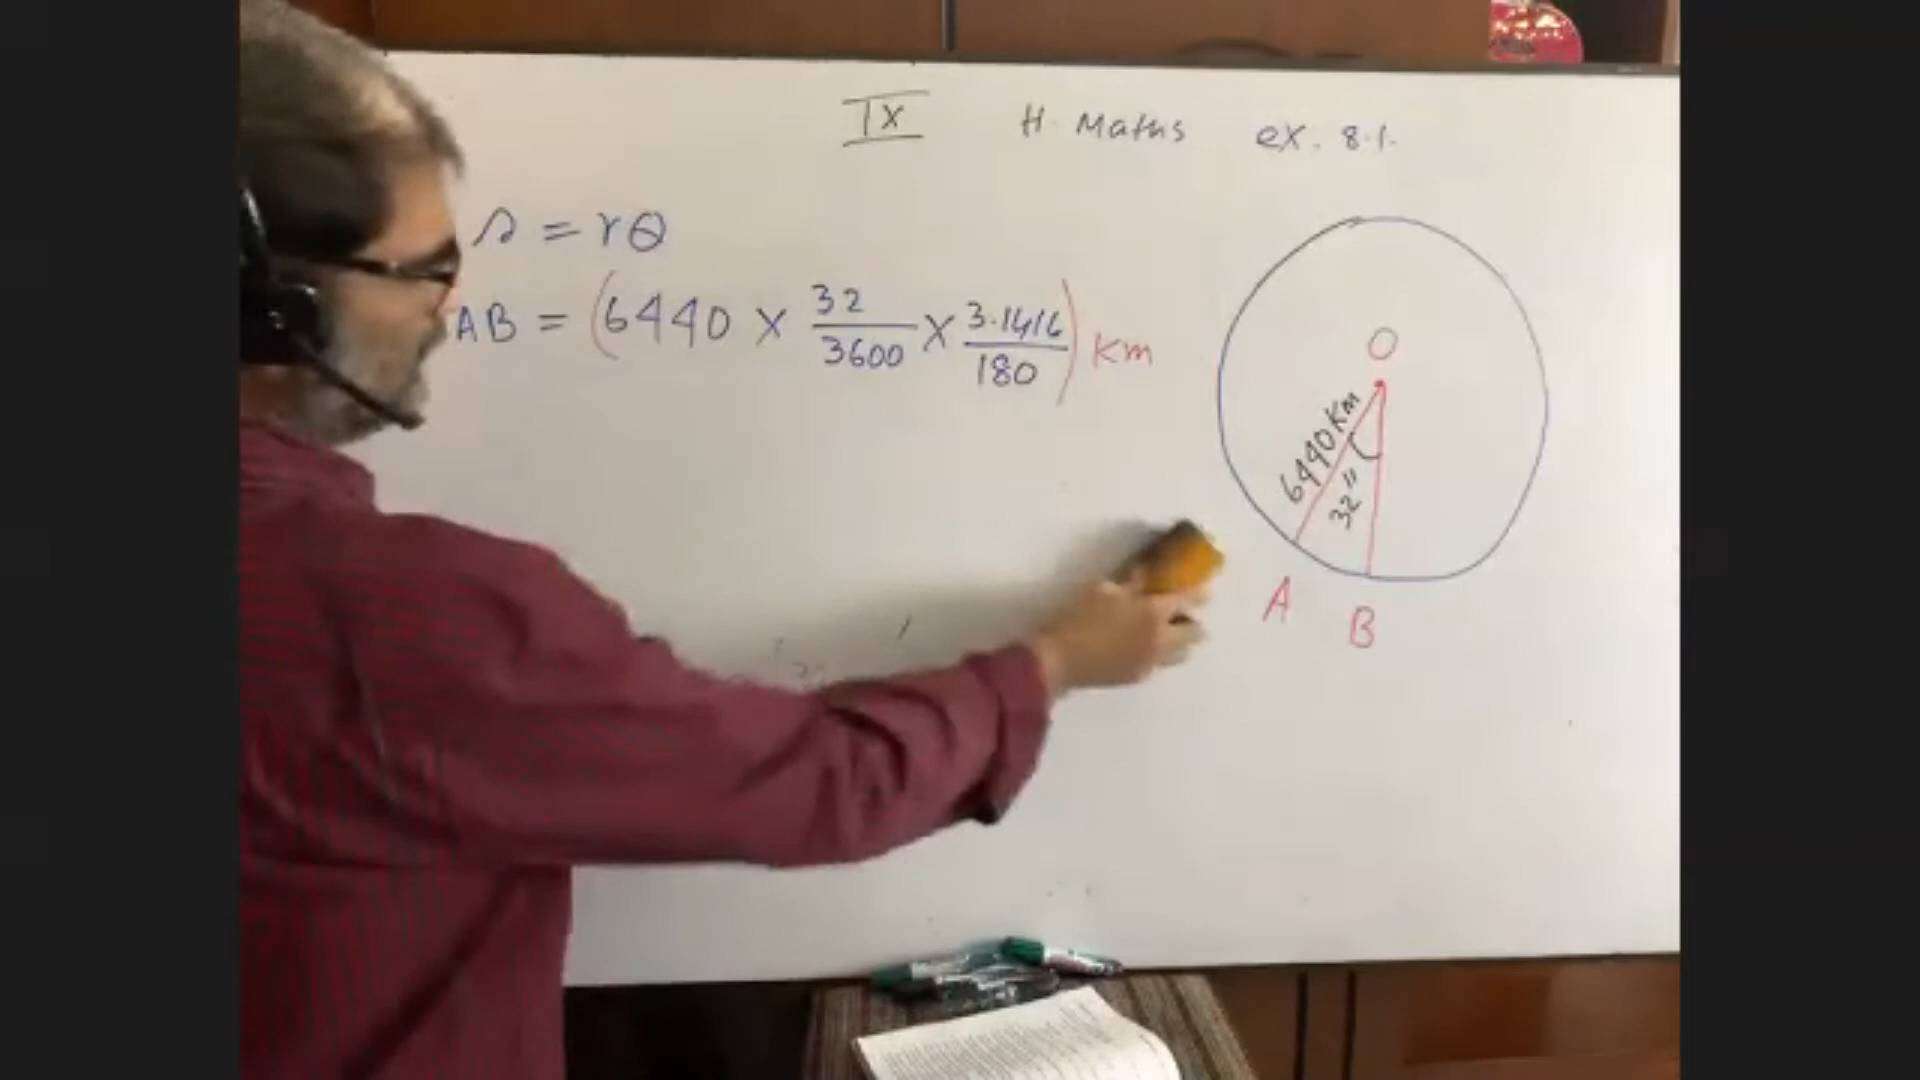 IX H. Maths ex. 8.1.
s = rθ
AB = (6440 × 32/3600 × 3.1416/180) Km
O
6440 Km
32"
A
B